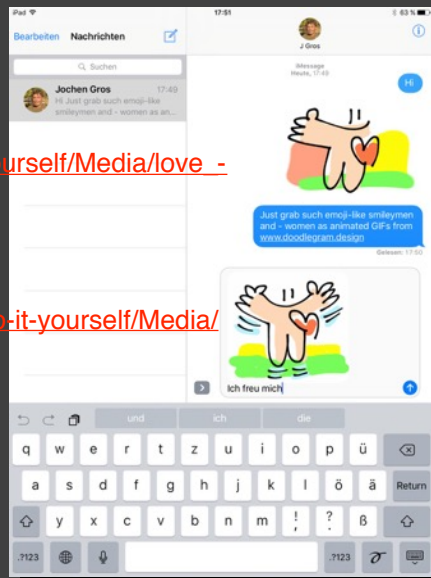 iPad
17:51
63 %
Bearbeiten Nachrichten
J Gros
Suchen
Jochen Gros 17:49
Hi Just grab such emoji-like
smileymen and - women as an...
iMessage
Heute, 17:49
Hi
urself/Media/love_-
Just grab such emoji-like smileymen
and - women as animated GIFs from
www.doodlegram.design
Gelesen: 17:50
o-it-yourself/Media/
Ich freu mich
und ich die
q w e r t z u i o p ü
a s d f g h j k l ö ä Return
y x c v b n m ! , ? . ß
.?123 .?123